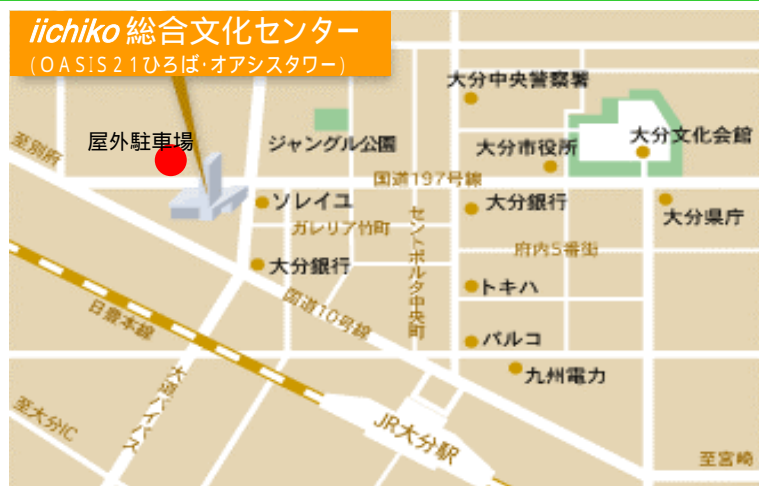 iichiko 総合文化センター
(OASIS21ひろば・オアシスタワー)
大分中央警察署
至別府
屋外駐車場
ジャングル公園
大分市役所
大分文化会館
国道197号線
ソレイユ
ガレリア竹町
セントポルタ中央町
大分銀行
大分県庁
府内5番街
大分銀行
トキハ
日豊本線
国道10号線
パルコ
大道バイパス
九州電力
至大分IC
JR大分駅
至宮崎